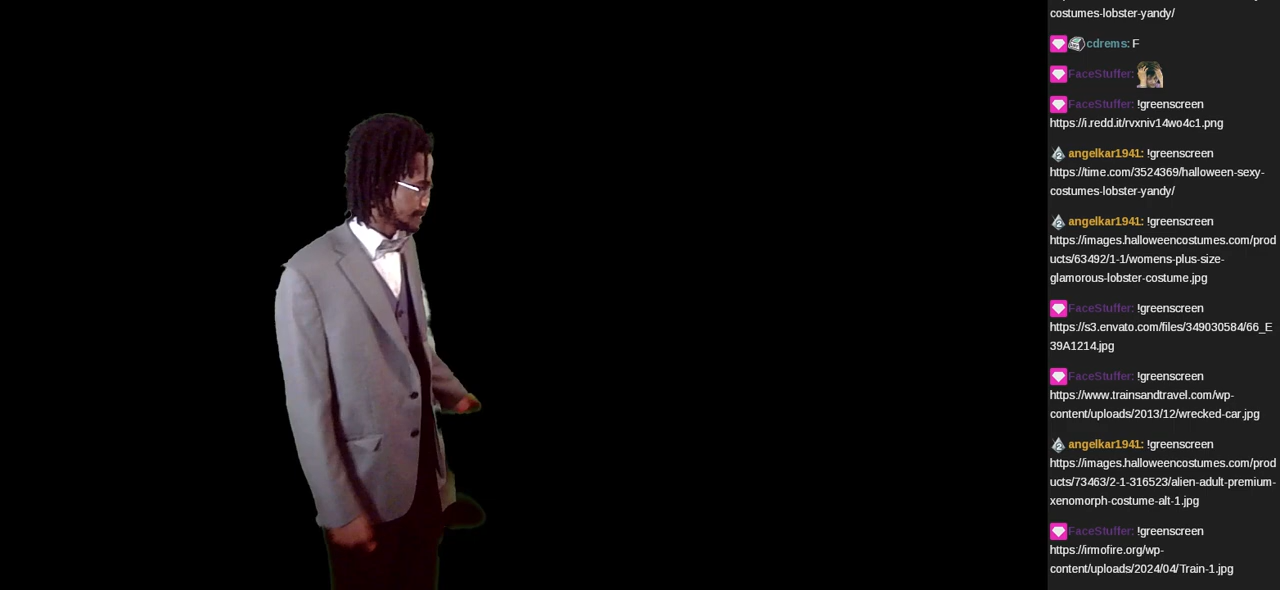 costumes-lobster-yandy/
cdrems: F
FaceStuffer:
FaceStuffer: !greenscreen
https://i.redd.it/rvxniv14wo4c1.png
2 angelkar1941: !greenscreen
https://time.com/3524369/halloween-sexy-
costumes-lobster-yandy/
2 angelkar1941: !greenscreen
https://images.halloweencostumes.com/prod
ucts/63492/1-1/womens-plus-size-
glamorous-lobster-costume.jpg
FaceStuffer: !greenscreen
https://s3.envato.com/files/349030584/66_E
39A1214.jpg
FaceStuffer: !greenscreen
https://www.trainsandtravel.com/wp-
content/uploads/2013/12/wrecked-car.jpg
2 angelkar1941: !greenscreen
https://images.halloweencostumes.com/prod
ucts/73463/2-1-316523/alien-adult-premium-
xenomorph-costume-alt-1.jpg
FaceStuffer: !greenscreen
https://irmofire.org/wp-
content/uploads/2024/04/Train-1.jpg